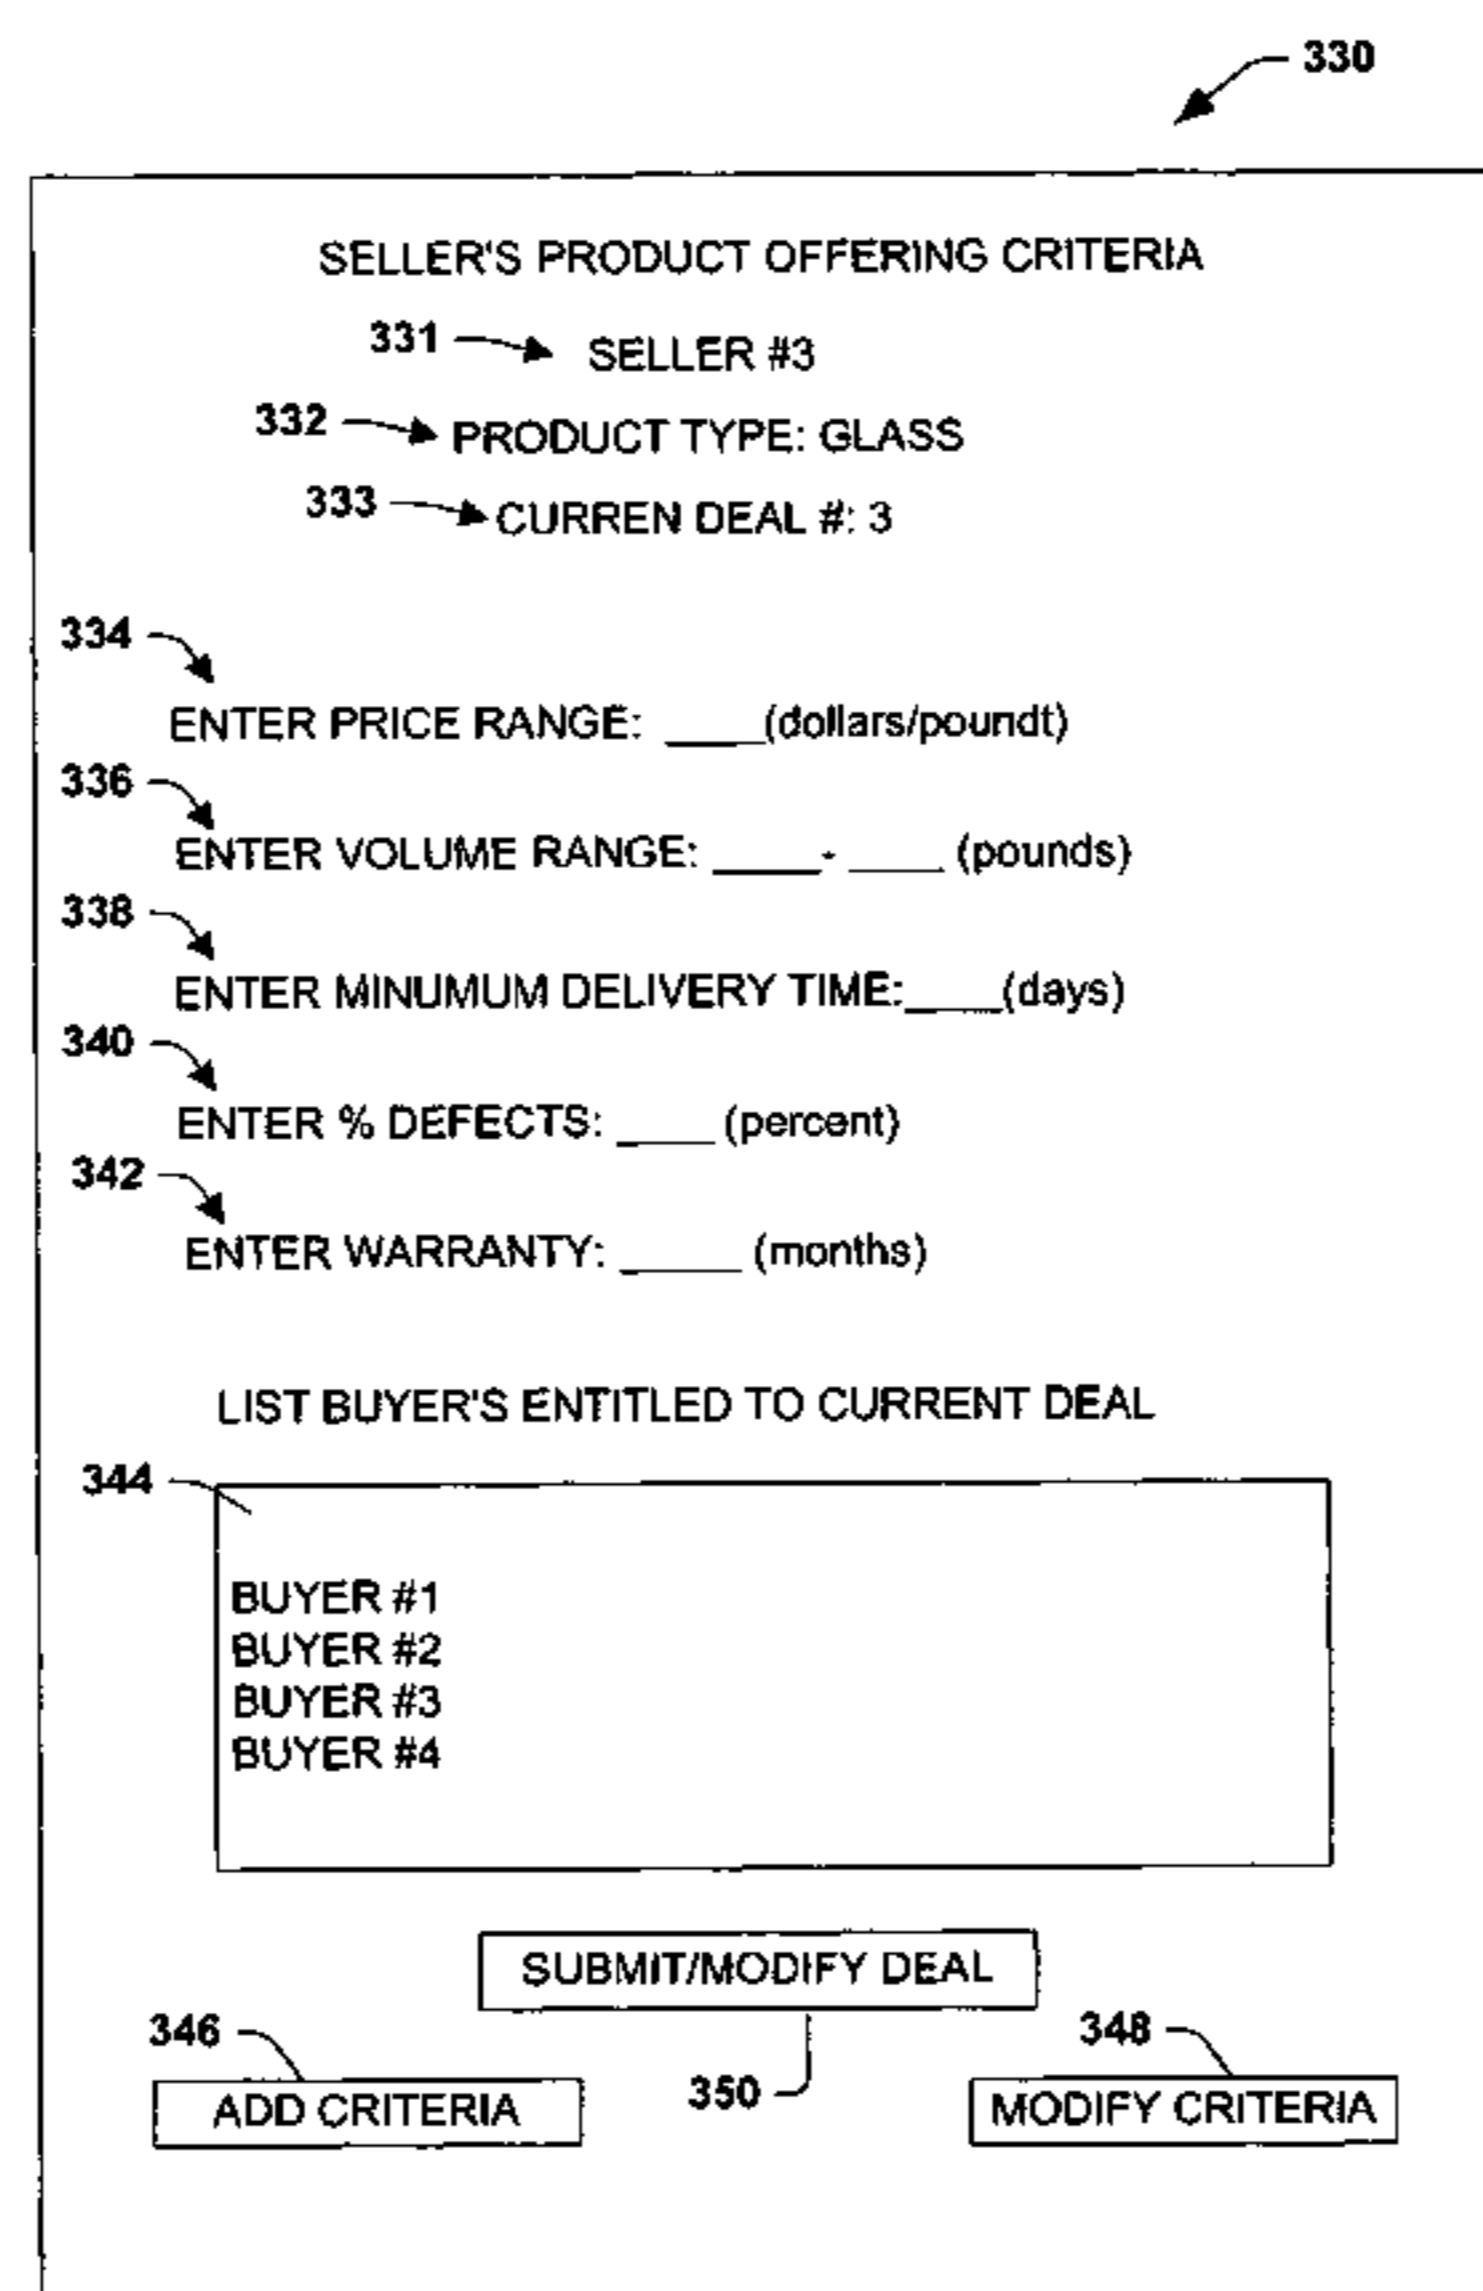 330
SELLER'S PRODUCT OFFERING CRITERIA
331 SELLER #3
332 PRODUCT TYPE: GLASS
333 CURREN DEAL #: 3
334
ENTER PRICE RANGE: ____(dollars/poundt)
336
ENTER VOLUME RANGE: ____- ____ (pounds)
338
ENTER MINUMUM DELIVERY TIME:____(days)
340
ENTER % DEFECTS: ____ (percent)
342
ENTER WARRANTY: _____ (months)
LIST BUYER'S ENTITLED TO CURRENT DEAL
344
BUYER #1
BUYER #2
BUYER #3
BUYER #4
SUBMIT/MODIFY DEAL
346 350 348
ADD CRITERIA MODIFY CRITERIA